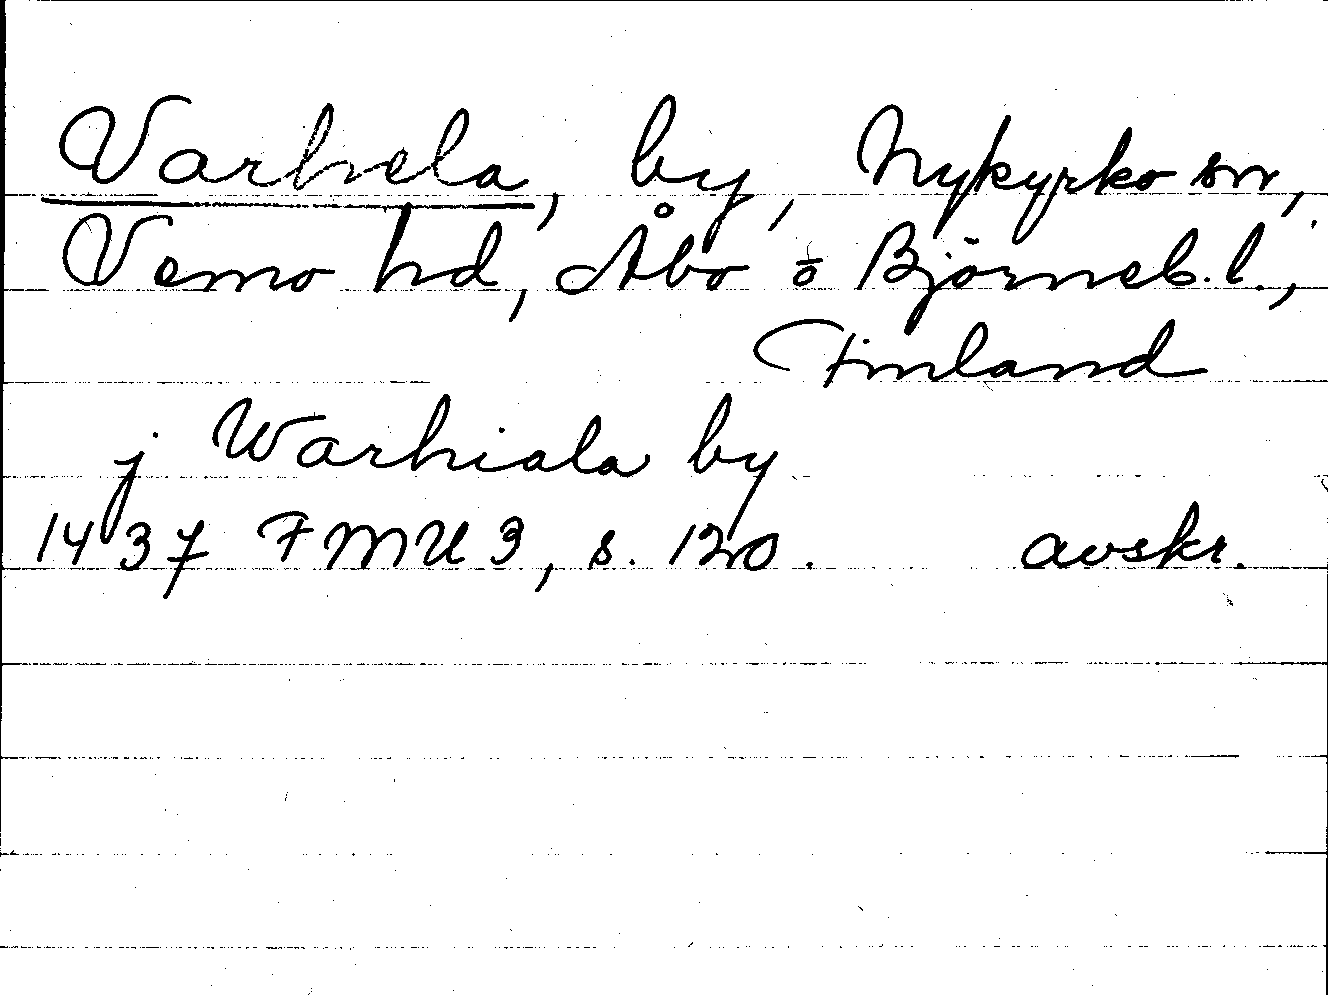 Varhela, by, Nykyrko sn,
Vemo hd, Åbo o Björneb. l.,
Finland
j Warhiala by
1437 FMU 3, s. 120. avskr.